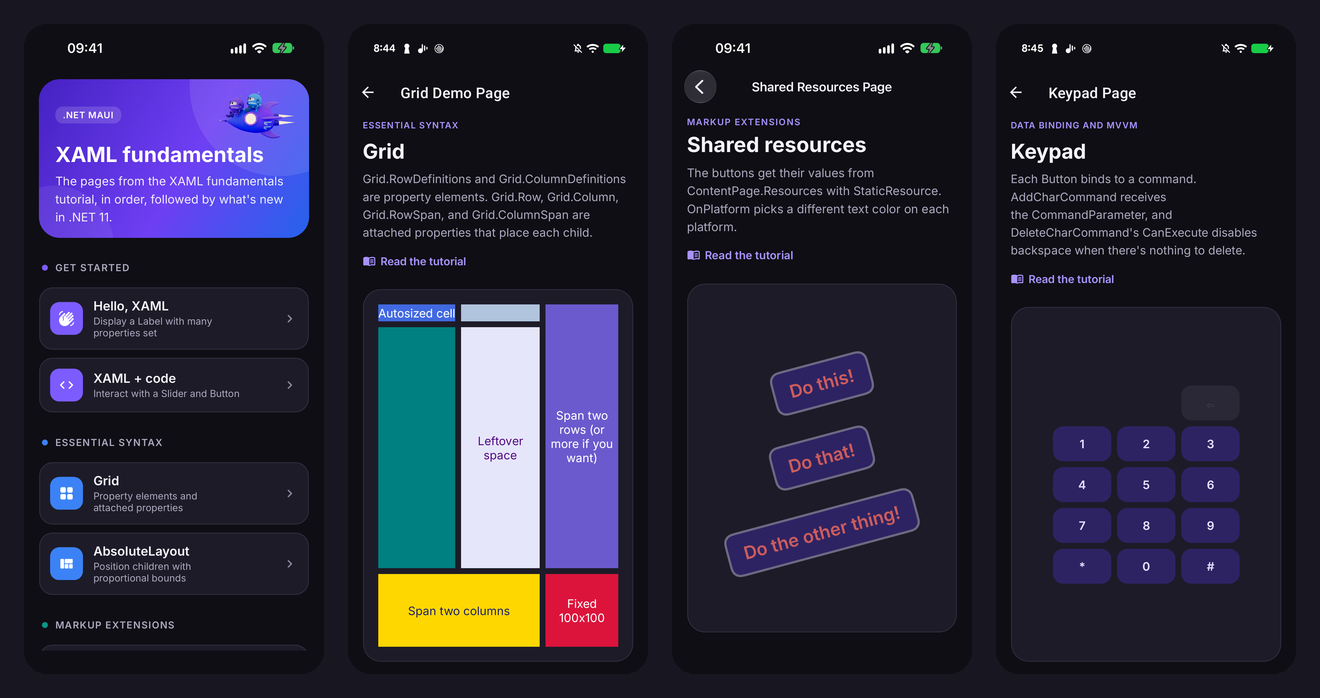 09:41
.NET MAUI
XAML fundamentals
The pages from the XAML fundamentals
tutorial, in order, followed by what's new
in .NET 11.
GET STARTED
Hello, XAML
Display a Label with many
properties set
XAML + code
Interact with a Slider and Button
ESSENTIAL SYNTAX
Grid
Property elements and
attached properties
AbsoluteLayout
Position children with
proportional bounds
MARKUP EXTENSIONS
8:44
Grid Demo Page
ESSENTIAL SYNTAX
Grid
Grid.RowDefinitions and Grid.ColumnDefinitions
are property elements. Grid.Row, Grid.Column,
Grid.RowSpan, and Grid.ColumnSpan are
attached properties that place each child.
Read the tutorial
Autosized cell
Leftover
space
Span two
rows (or
more if you
want)
Span two columns
Fixed
100x100
09:41
Shared Resources Page
MARKUP EXTENSIONS
Shared resources
The buttons get their values from
ContentPage.Resources with StaticResource.
OnPlatform picks a different text color on each
platform.
Read the tutorial
Do this!
Do that!
Do the other thing!
8:45
Keypad Page
DATA BINDING AND MVVM
Keypad
Each Button binds to a command.
AddCharCommand receives
the CommandParameter, and
DeleteCharCommand's CanExecute disables
backspace when there's nothing to delete.
Read the tutorial
⇦
1 2 3
4 5 6
7 8 9
* 0 #